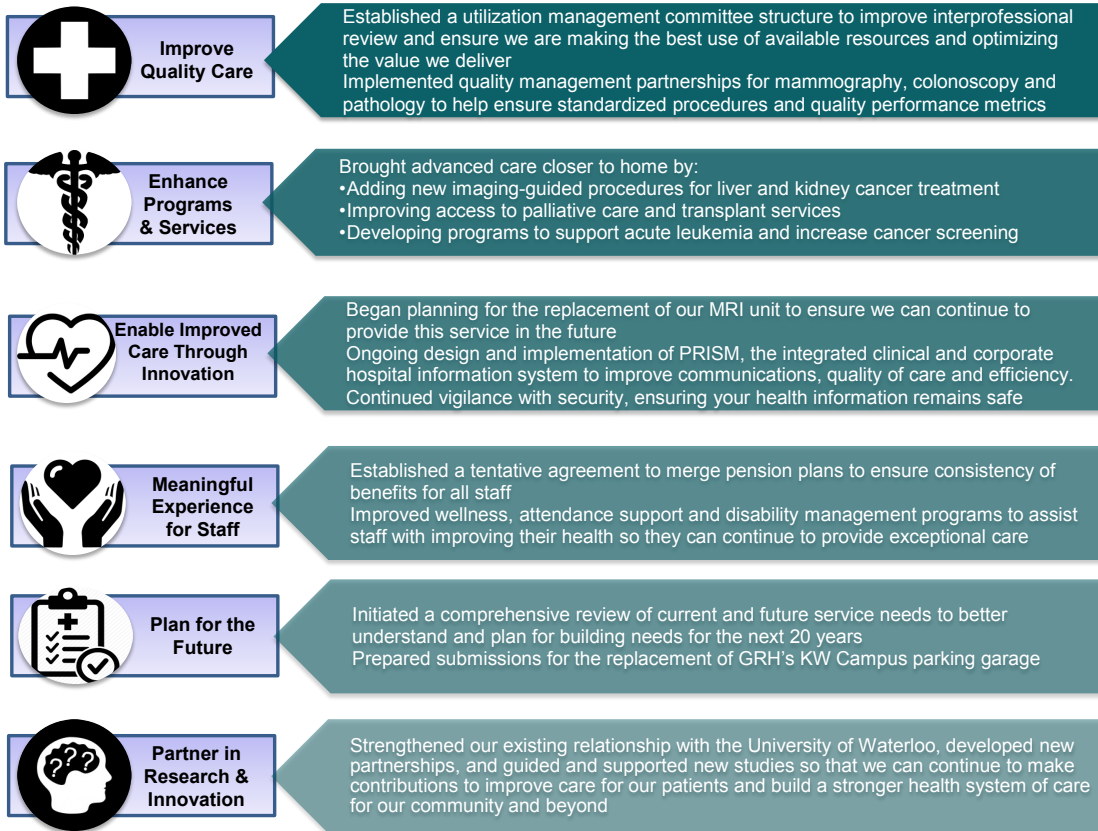 Improve
Quality Care
Established a utilization management committee structure to improve interprofessional
review and ensure we are making the best use of available resources and optimizing
the value we deliver
Implemented quality management partnerships for mammography, colonoscopy and
pathology to help ensure standardized procedures and quality performance metrics
Enhance
Programs
& Services
Brought advanced care closer to home by:
•Adding new imaging-guided procedures for liver and kidney cancer treatment
•Improving access to palliative care and transplant services
•Developing programs to support acute leukemia and increase cancer screening
Enable Improved
Care Through
Innovation
Began planning for the replacement of our MRI unit to ensure we can continue to
provide this service in the future
Ongoing design and implementation of PRISM, the integrated clinical and corporate
hospital information system to improve communications, quality of care and efficiency.
Continued vigilance with security, ensuring your health information remains safe
Meaningful
Experience
for Staff
Established a tentative agreement to merge pension plans to ensure consistency of
benefits for all staff
Improved wellness, attendance support and disability management programs to assist
staff with improving their health so they can continue to provide exceptional care
Plan for the
Future
Initiated a comprehensive review of current and future service needs to better
understand and plan for building needs for the next 20 years
Prepared submissions for the replacement of GRH's KW Campus parking garage
???
Partner in
Research &
Innovation
Strengthened our existing relationship with the University of Waterloo, developed new
partnerships, and guided and supported new studies so that we can continue to make
contributions to improve care for our patients and build a stronger health system of care
for our community and beyond